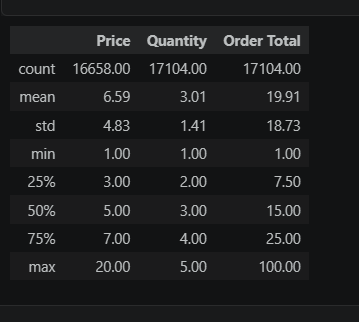 Price Quantity Order Total
count 16658.00 17104.00 17104.00
mean 6.59 3.01 19.91
std 4.83 1.41 18.73
min 1.00 1.00 1.00
25% 3.00 2.00 7.50
50% 5.00 3.00 15.00
75% 7.00 4.00 25.00
max 20.00 5.00 100.00